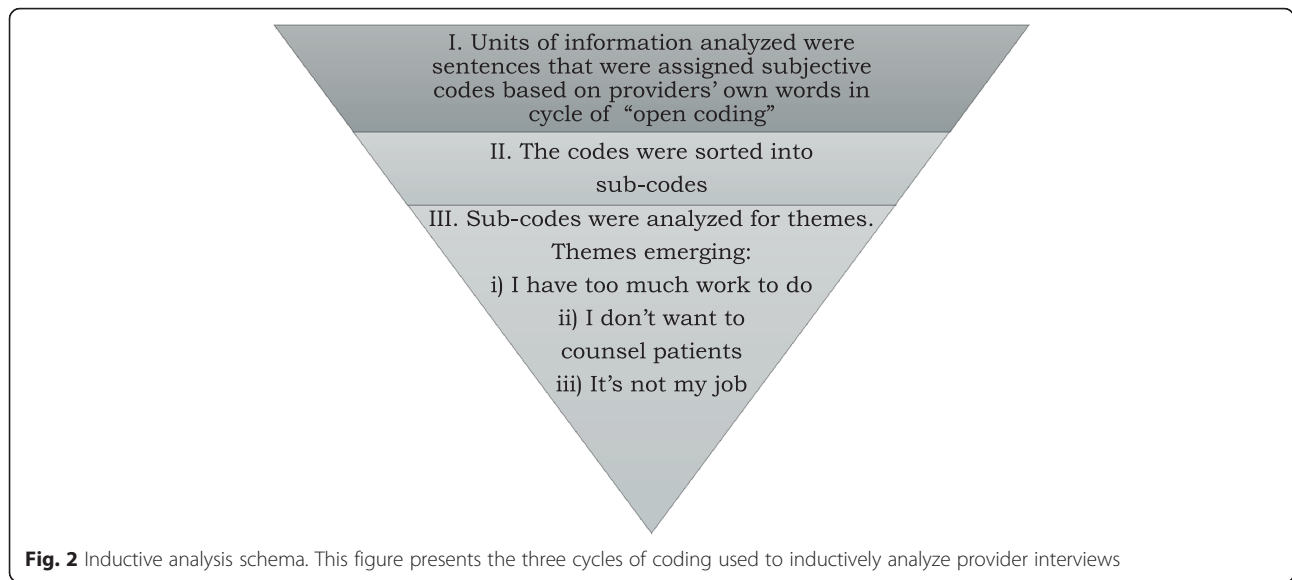 I. Units of information analyzed were
sentences that were assigned subjective
codes based on providers’ own words in
cycle of “open coding”
II. The codes were sorted into
sub-codes
III. Sub-codes were analyzed for themes.
Themes emerging:
i) I have too much work to do
ii) I don’t want to
counsel patients
iii) It’s not my job
Fig. 2 Inductive analysis schema. This figure presents the three cycles of coding used to inductively analyze provider interviews